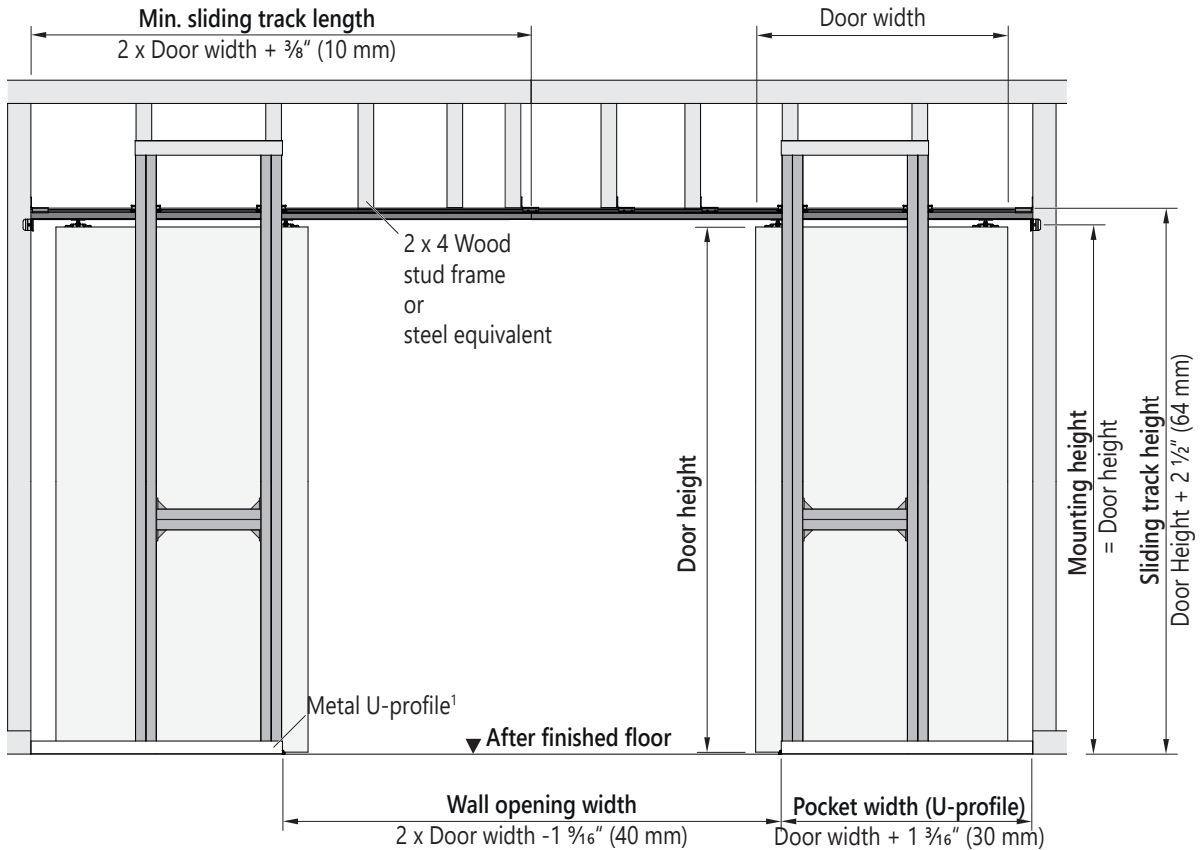 Min. sliding track length
2 x Door width + ⅜“ (10 mm)
Door width
2 x 4 Wood
stud frame
or
steel equivalent
Door height
Mounting height
= Door height
Sliding track height
Door Height + 2 ½“ (64 mm)
Metal U-profile¹
After finished floor
Wall opening width
2 x Door width -1 9⁄16“ (40 mm)
Pocket width (U-profile)
Door width + 1 3⁄16“ (30 mm)